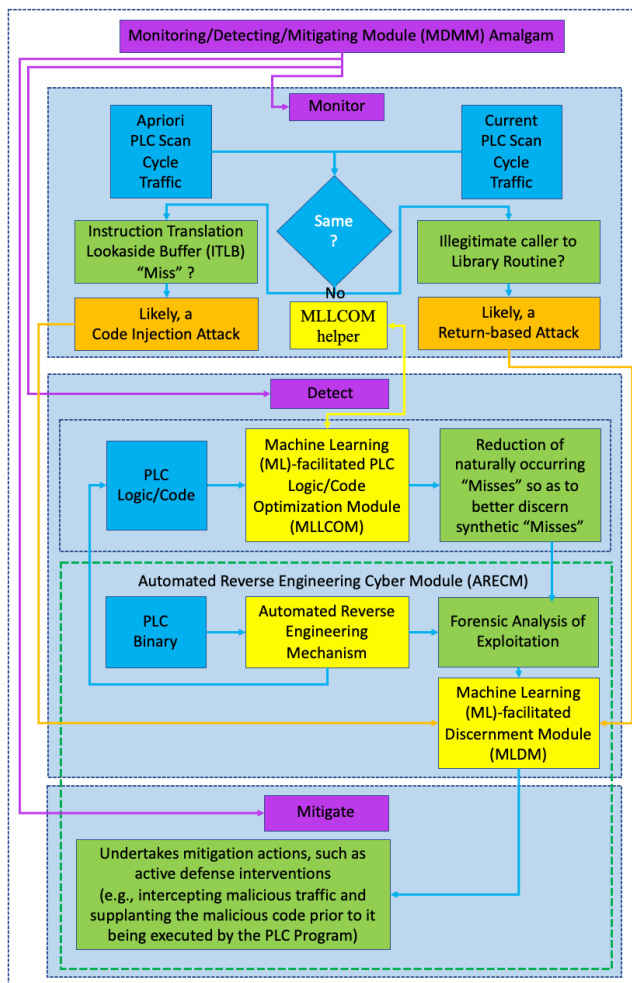 Monitoring/Detecting/Mitigating Module (MDMM) Amalgam
Monitor
Apriori
PLC Scan
Cycle
Traffic
Current
PLC Scan
Cycle
Traffic
Same
?
Instruction Translation
Lookaside Buffer (ITLB)
“Miss” ?
Illegitimate caller to
Library Routine?
No
Likely, a
Code Injection Attack
MLLCOM
helper
Likely, a
Return-based Attack
Detect
PLC
Logic/Code
Machine Learning
(ML)-facilitated PLC
Logic/Code
Optimization Module
(MLLCOM)
Reduction of
naturally occurring
“Misses” so as to
better discern
synthetic “Misses”
Automated Reverse Engineering Cyber Module (ARECM)
PLC
Binary
Automated Reverse
Engineering
Mechanism
Forensic Analysis of
Exploitation
Machine Learning
(ML)-facilitated
Discernment Module
(MLDM)
Mitigate
Undertakes mitigation actions, such as
active defense interventions
(e.g., intercepting malicious traffic and
supplanting the malicious code prior to it
being executed by the PLC Program)